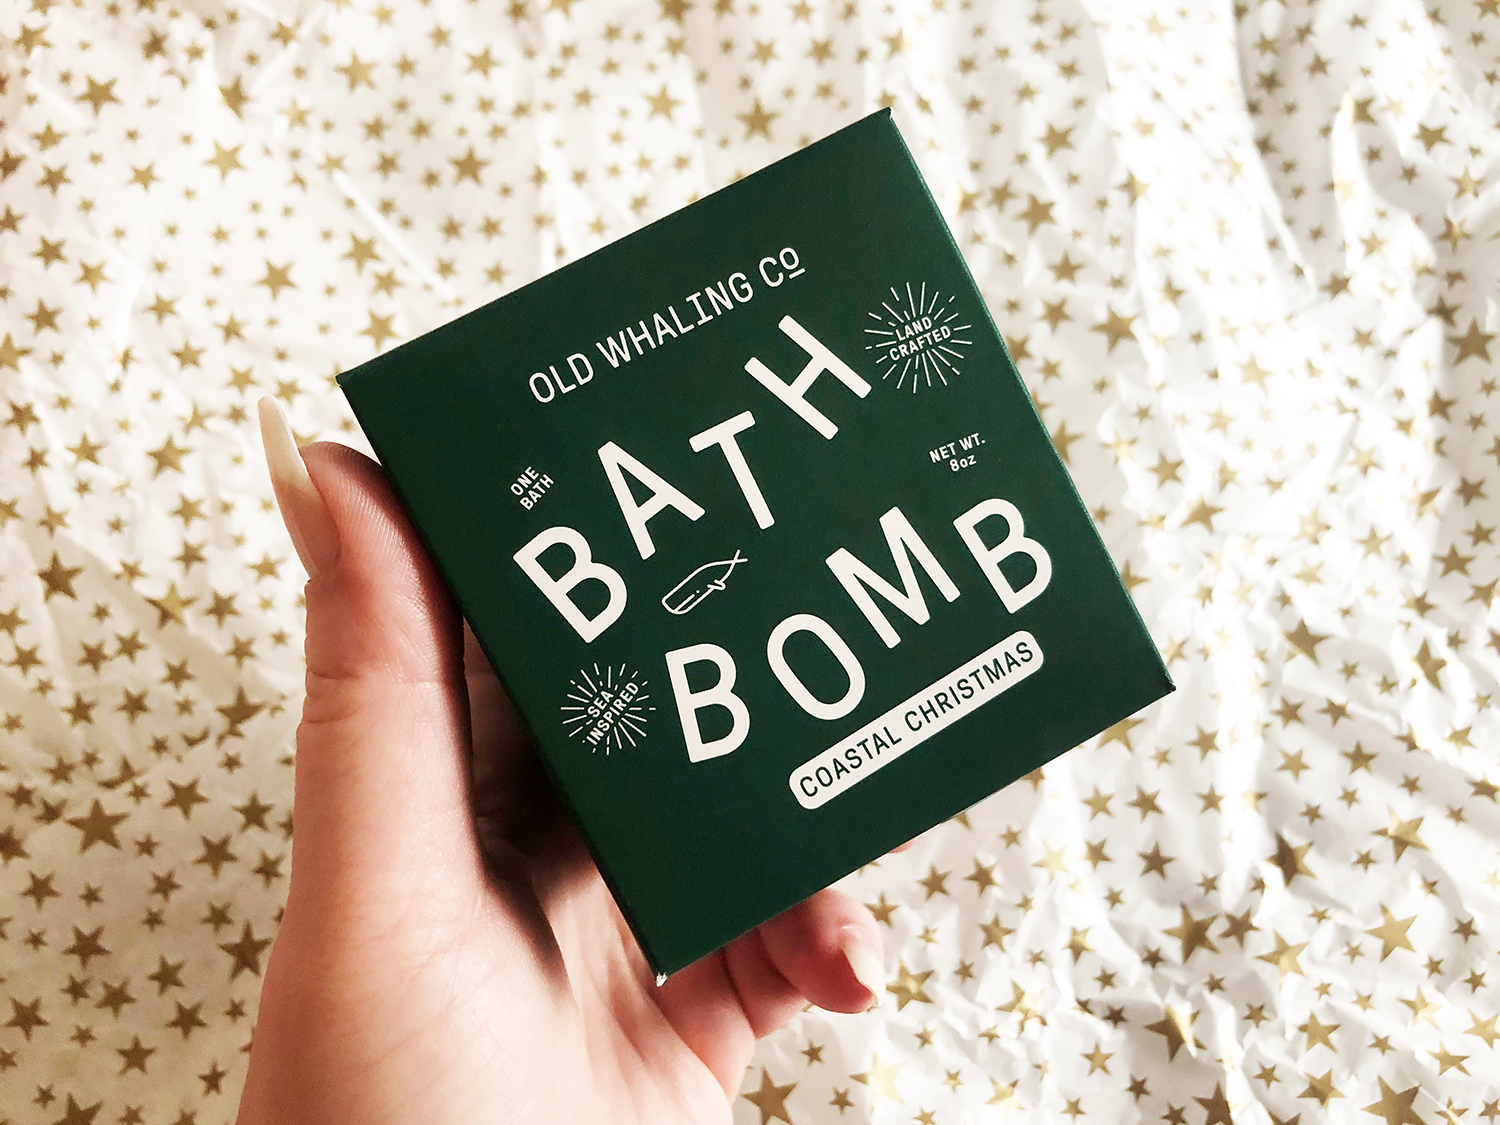 OLD WHALING Co
LAND
CRAFTED
ONE
BATH
BATH
NET WT.
8oz
BOMB
SEA
INSPIRED
COASTAL CHRISTMAS